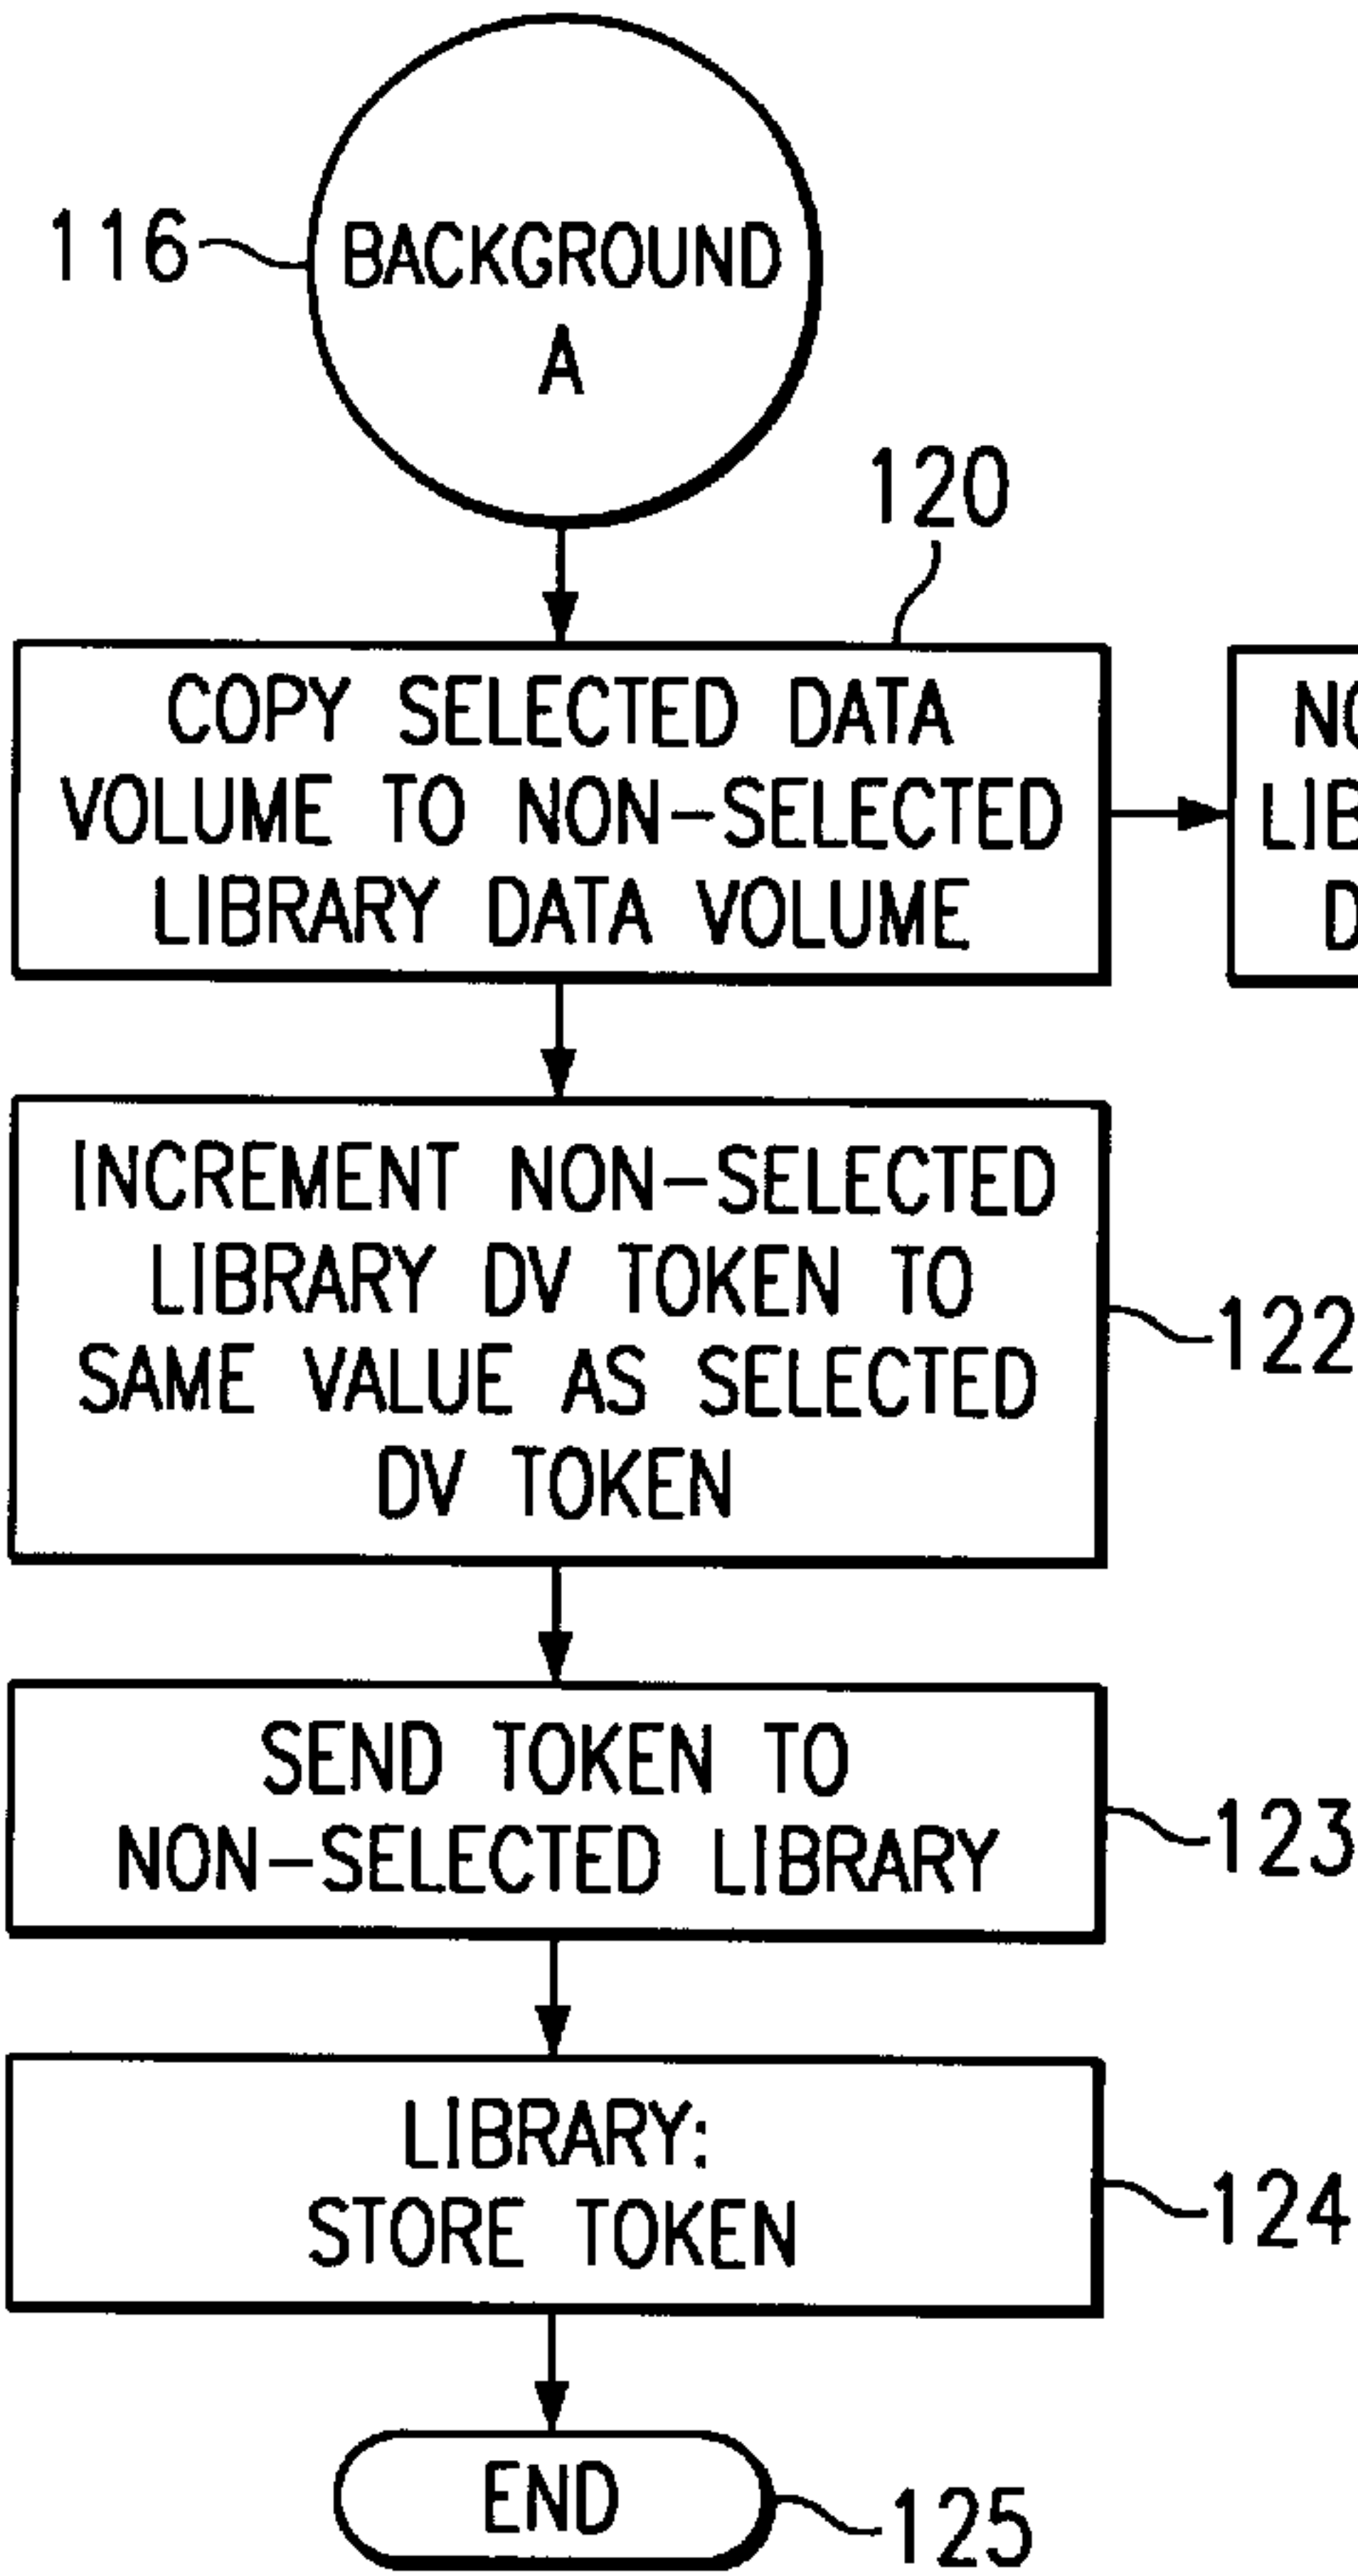 116
BACKGROUND
A
120
COPY SELECTED DATA
VOLUME TO NON-SELECTED
LIBRARY DATA VOLUME
INCREMENT NON-SELECTED
LIBRARY DV TOKEN TO
SAME VALUE AS SELECTED
DV TOKEN
122
SEND TOKEN TO
NON-SELECTED LIBRARY
123
LIBRARY:
STORE TOKEN
124
END
125